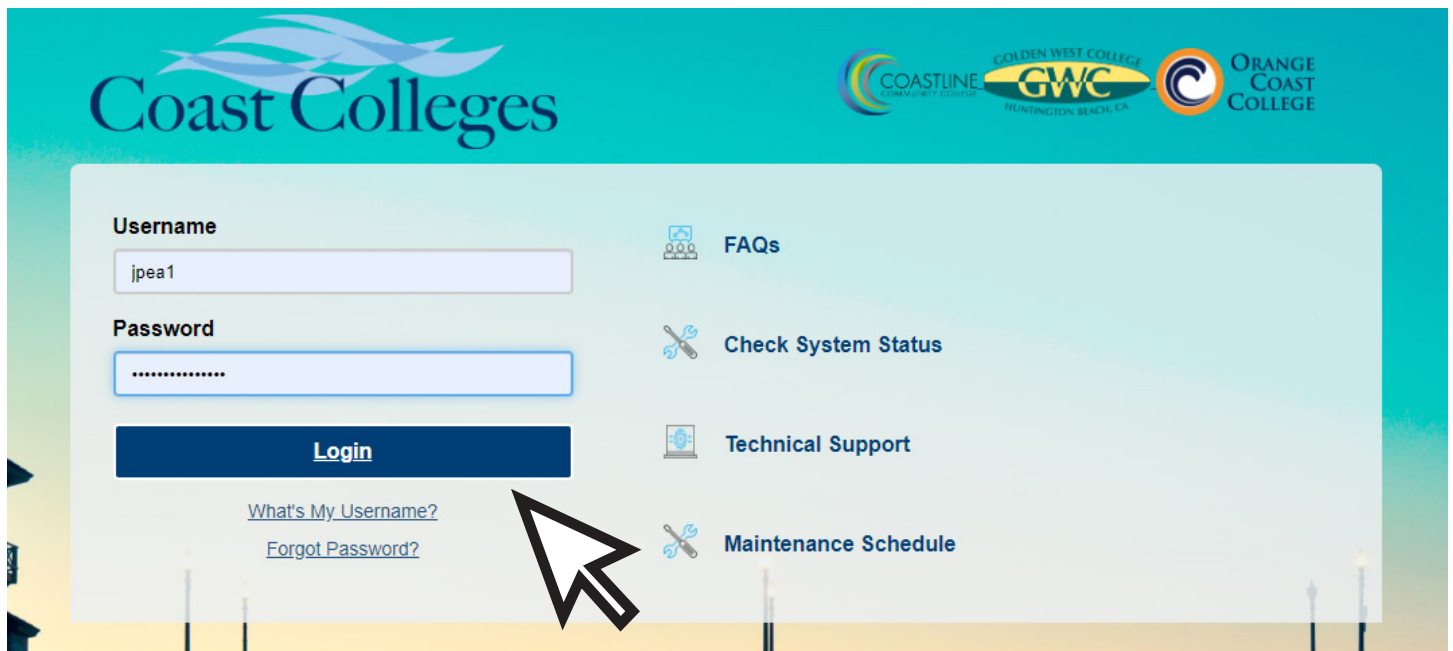 Coast Colleges
COASTLINE
COMMUNITY COLLEGE
GOLDEN WEST COLLEGE
GWC
HUNTINGTON BEACH, CA
ORANGE
COAST
COLLEGE
Username
jpea1
Password
•••••••••••••••
Login
What's My Username?
Forgot Password?
FAQs
Check System Status
Technical Support
Maintenance Schedule